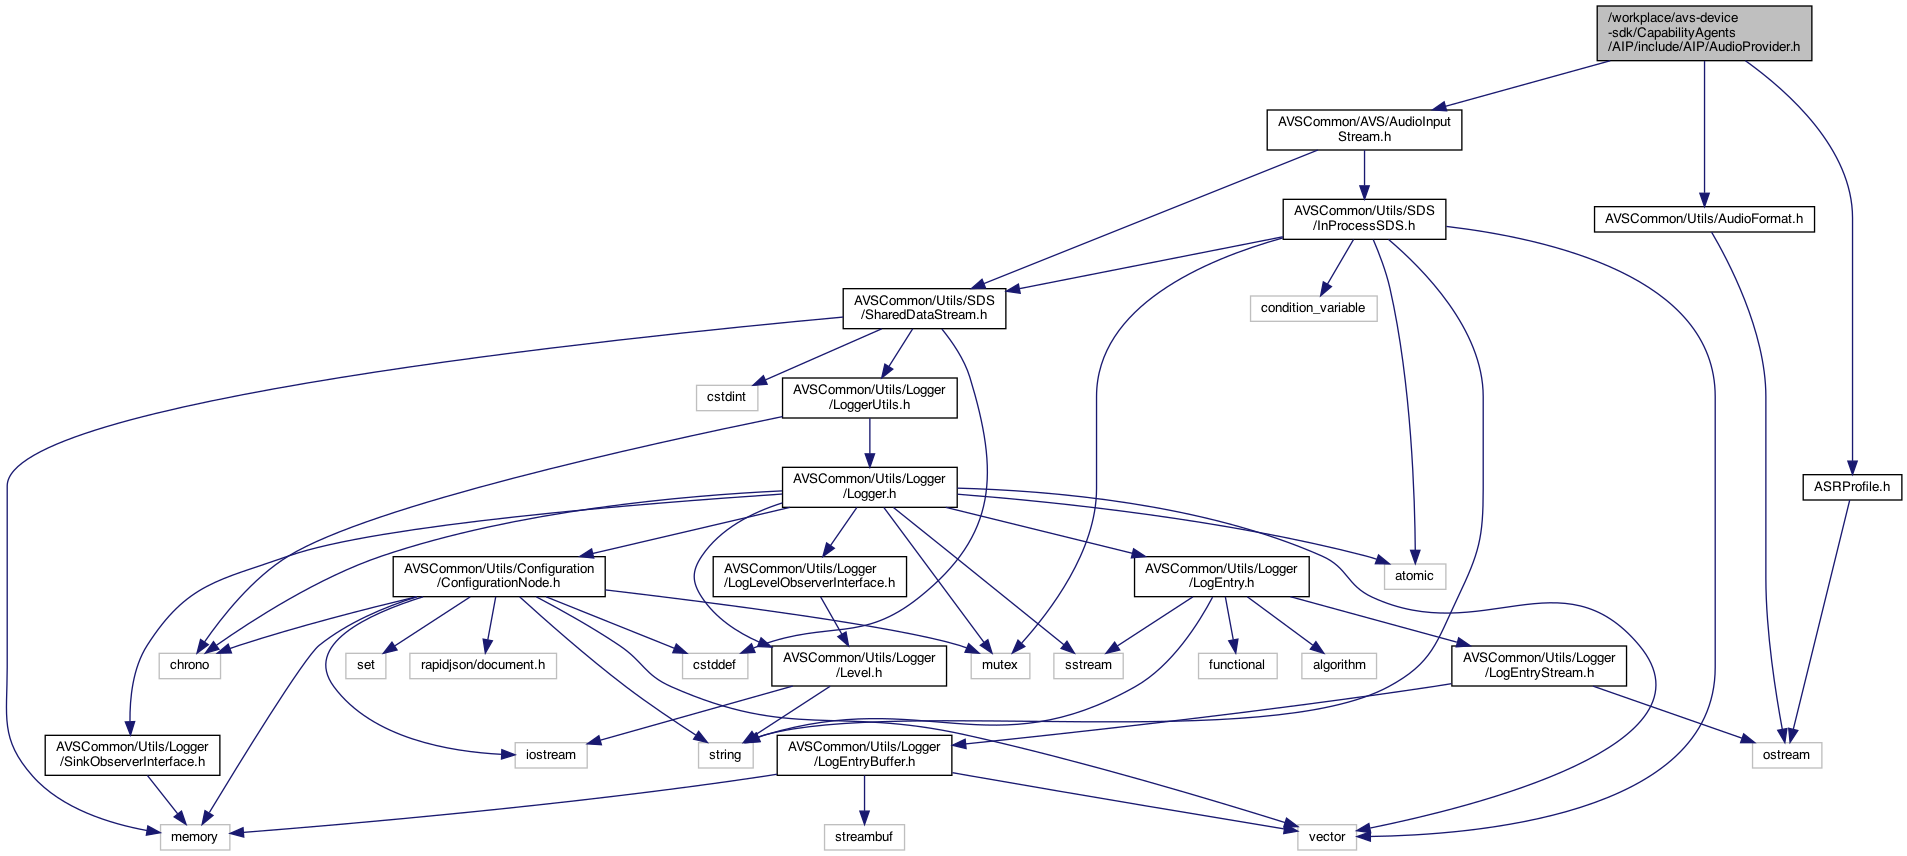 /workplace/avs-device
-sdk/CapabilityAgents
/AIP/include/AIP/AudioProvider.h
AVSCommon/AVS/AudioInput
Stream.h
AVSCommon/Utils/SDS
/InProcessSDS.h
AVSCommon/Utils/AudioFormat.h
AVSCommon/Utils/SDS
/SharedDataStream.h
condition_variable
cstdint
AVSCommon/Utils/Logger
/LoggerUtils.h
AVSCommon/Utils/Logger
/Logger.h
ASRProfile.h
AVSCommon/Utils/Configuration
/ConfigurationNode.h
AVSCommon/Utils/Logger
/LogLevelObserverInterface.h
AVSCommon/Utils/Logger
/LogEntry.h
atomic
chrono
set
rapidjson/document.h
cstddef
AVSCommon/Utils/Logger
/Level.h
mutex
sstream
functional
algorithm
AVSCommon/Utils/Logger
/LogEntryStream.h
AVSCommon/Utils/Logger
/SinkObserverInterface.h
iostream
string
AVSCommon/Utils/Logger
/LogEntryBuffer.h
ostream
memory
streambuf
vector